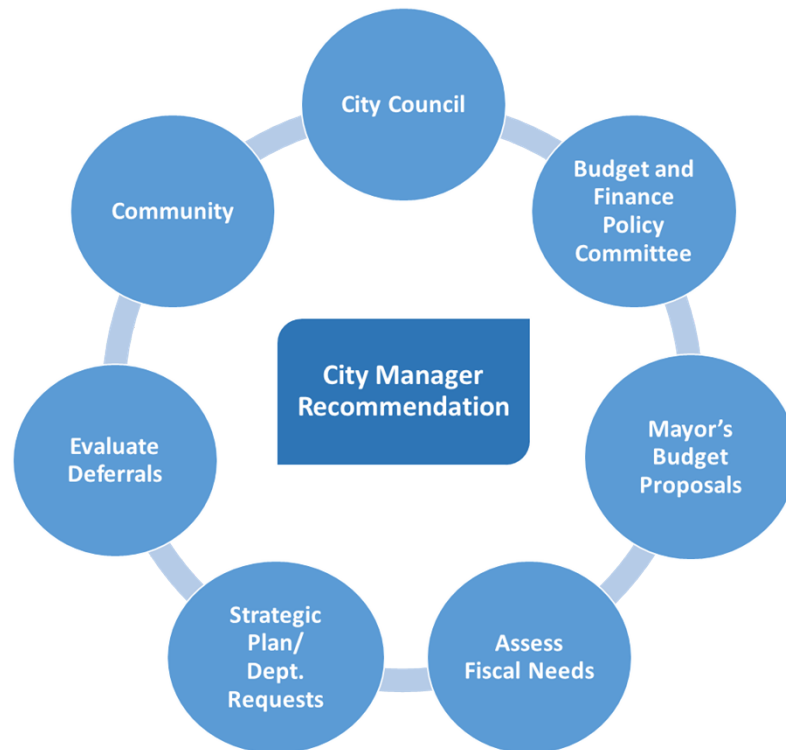 City Council
Budget and
Finance
Policy
Committee
Mayor’s
Budget
Proposals
Assess
Fiscal Needs
Strategic
Plan/
Dept.
Requests
Evaluate
Deferrals
Community
City Manager
Recommendation